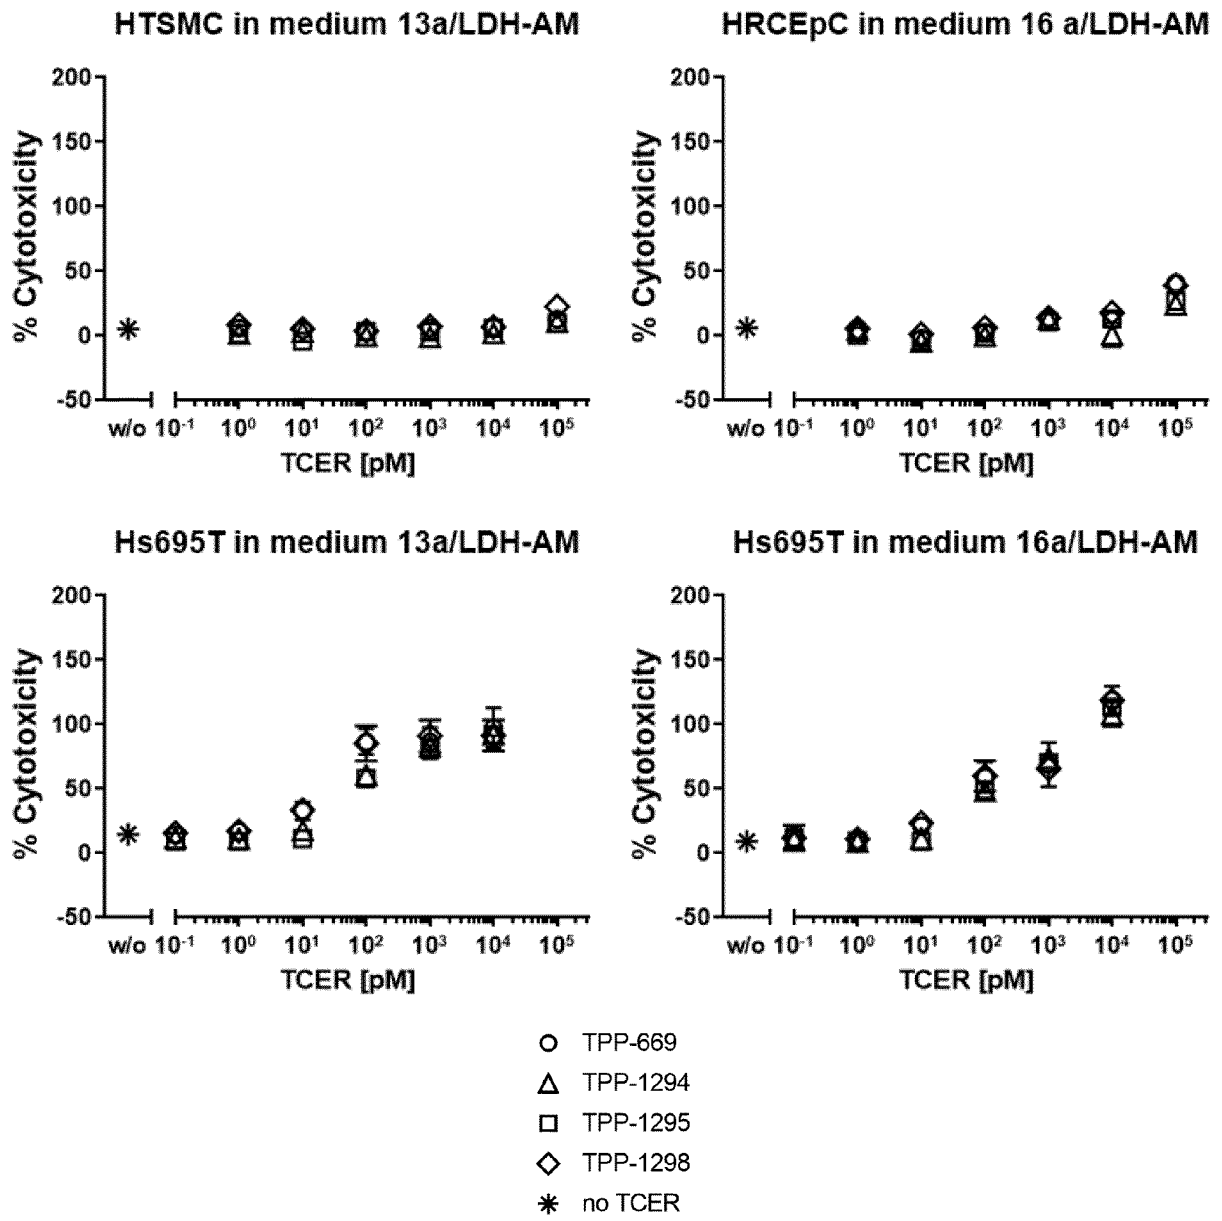 HTSMC in medium 13a/LDH-AM
% Cytotoxicity
200
150
100
50
0
-50
w/o 10⁻¹ 10⁰ 10¹ 10² 10³ 10⁴ 10⁵
TCER [pM]
HRCEpC in medium 16 a/LDH-AM
% Cytotoxicity
200
150
100
50
0
-50
w/o 10⁻¹ 10⁰ 10¹ 10² 10³ 10⁴ 10⁵
TCER [pM]
Hs695T in medium 13a/LDH-AM
% Cytotoxicity
200
150
100
50
0
-50
w/o 10⁻¹ 10⁰ 10¹ 10² 10³ 10⁴ 10⁵
TCER [pM]
Hs695T in medium 16a/LDH-AM
% Cytotoxicity
200
150
100
50
0
-50
w/o 10⁻¹ 10⁰ 10¹ 10² 10³ 10⁴ 10⁵
TCER [pM]
TPP-669
TPP-1294
TPP-1295
TPP-1298
no TCER